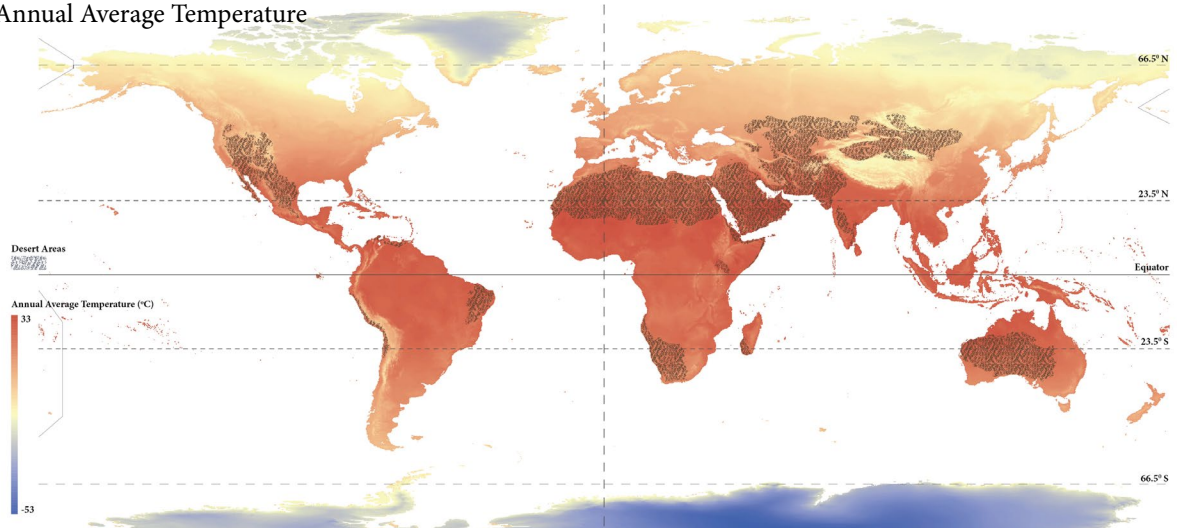 Annual Average Temperature
66.5° N
23.5° N
Desert Areas
Equator
Annual Average Temperature (°C)
33
23.5° S
66.5° S
-53